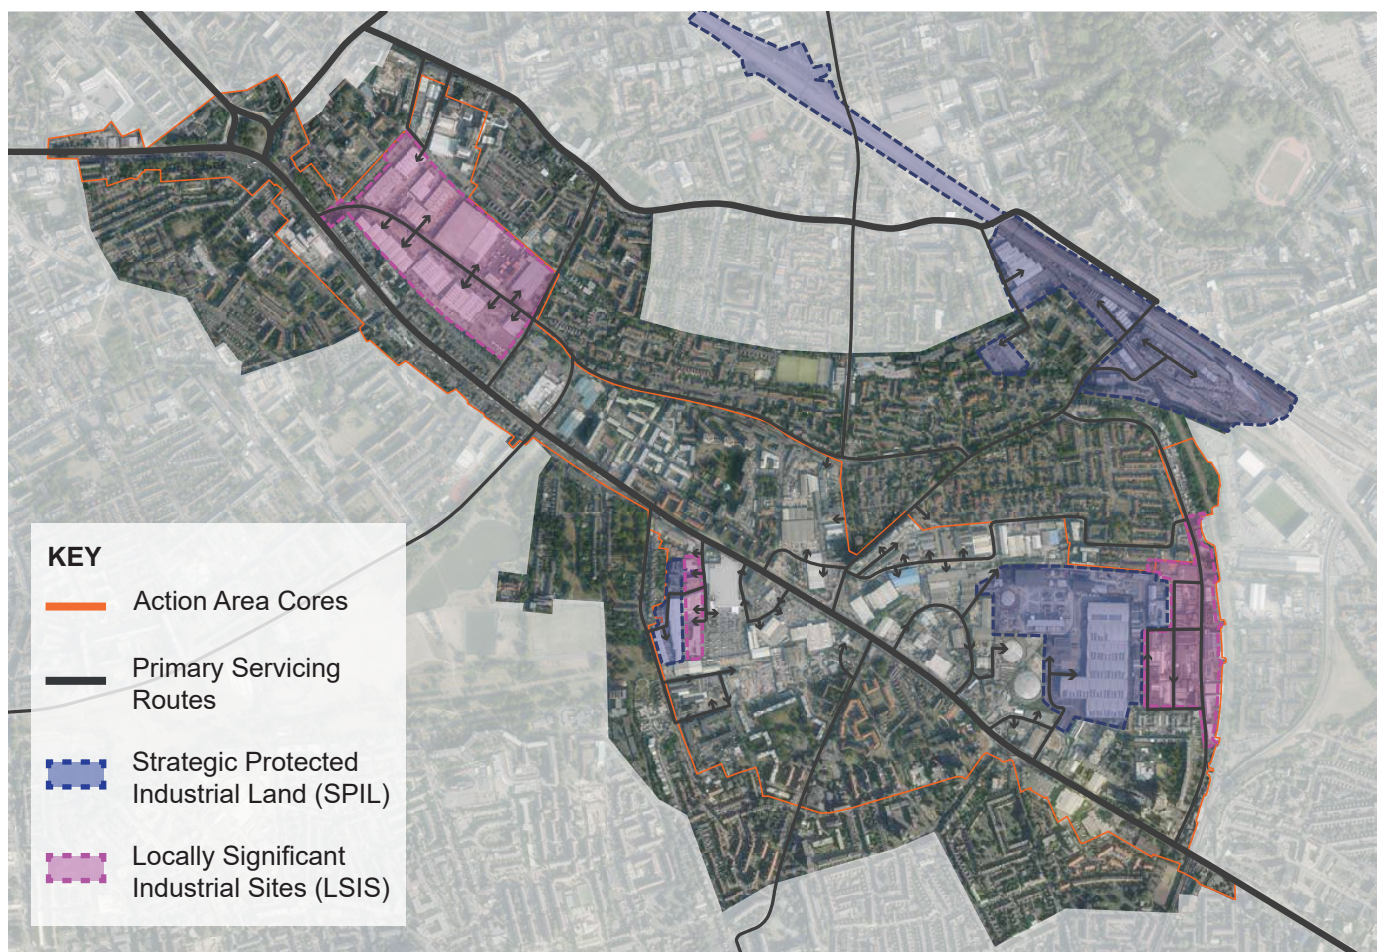 KEY
Action Area Cores
Primary Servicing
Routes
Strategic Protected
Industrial Land (SPIL)
Locally Significant
Industrial Sites (LSIS)